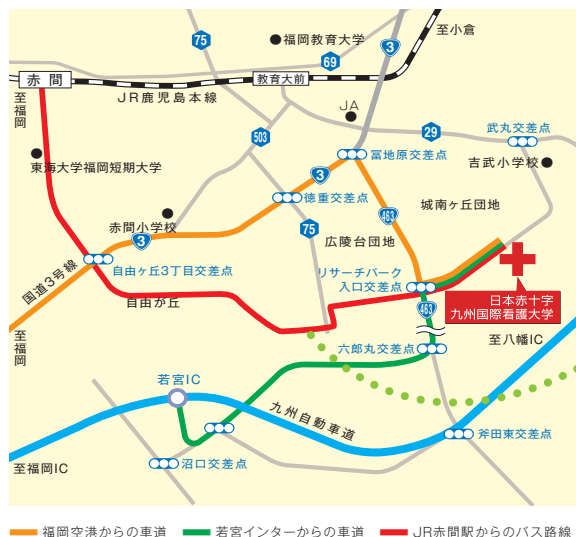 至小倉
75
福岡教育大学
3
69
赤間
教育大前
至福岡
JR鹿児島本線
JA
503
29
武丸交差点
東海大学福岡短期大学
冨地原交差点
吉武小学校
3
徳重交差点
463
城南ヶ丘団地
赤間小学校
75
3
広陵台団地
国道3号線
自由ヶ丘3丁目交差点
リサーチパーク
入口交差点
自由が丘
463
日本赤十字
九州国際看護大学
至福岡
六郎丸交差点
至八幡IC
若宮IC
九州自動車道
斧田東交差点
至福岡IC
沼口交差点
福岡空港からの車道
若宮インターからの車道
JR赤間駅からのバス路線